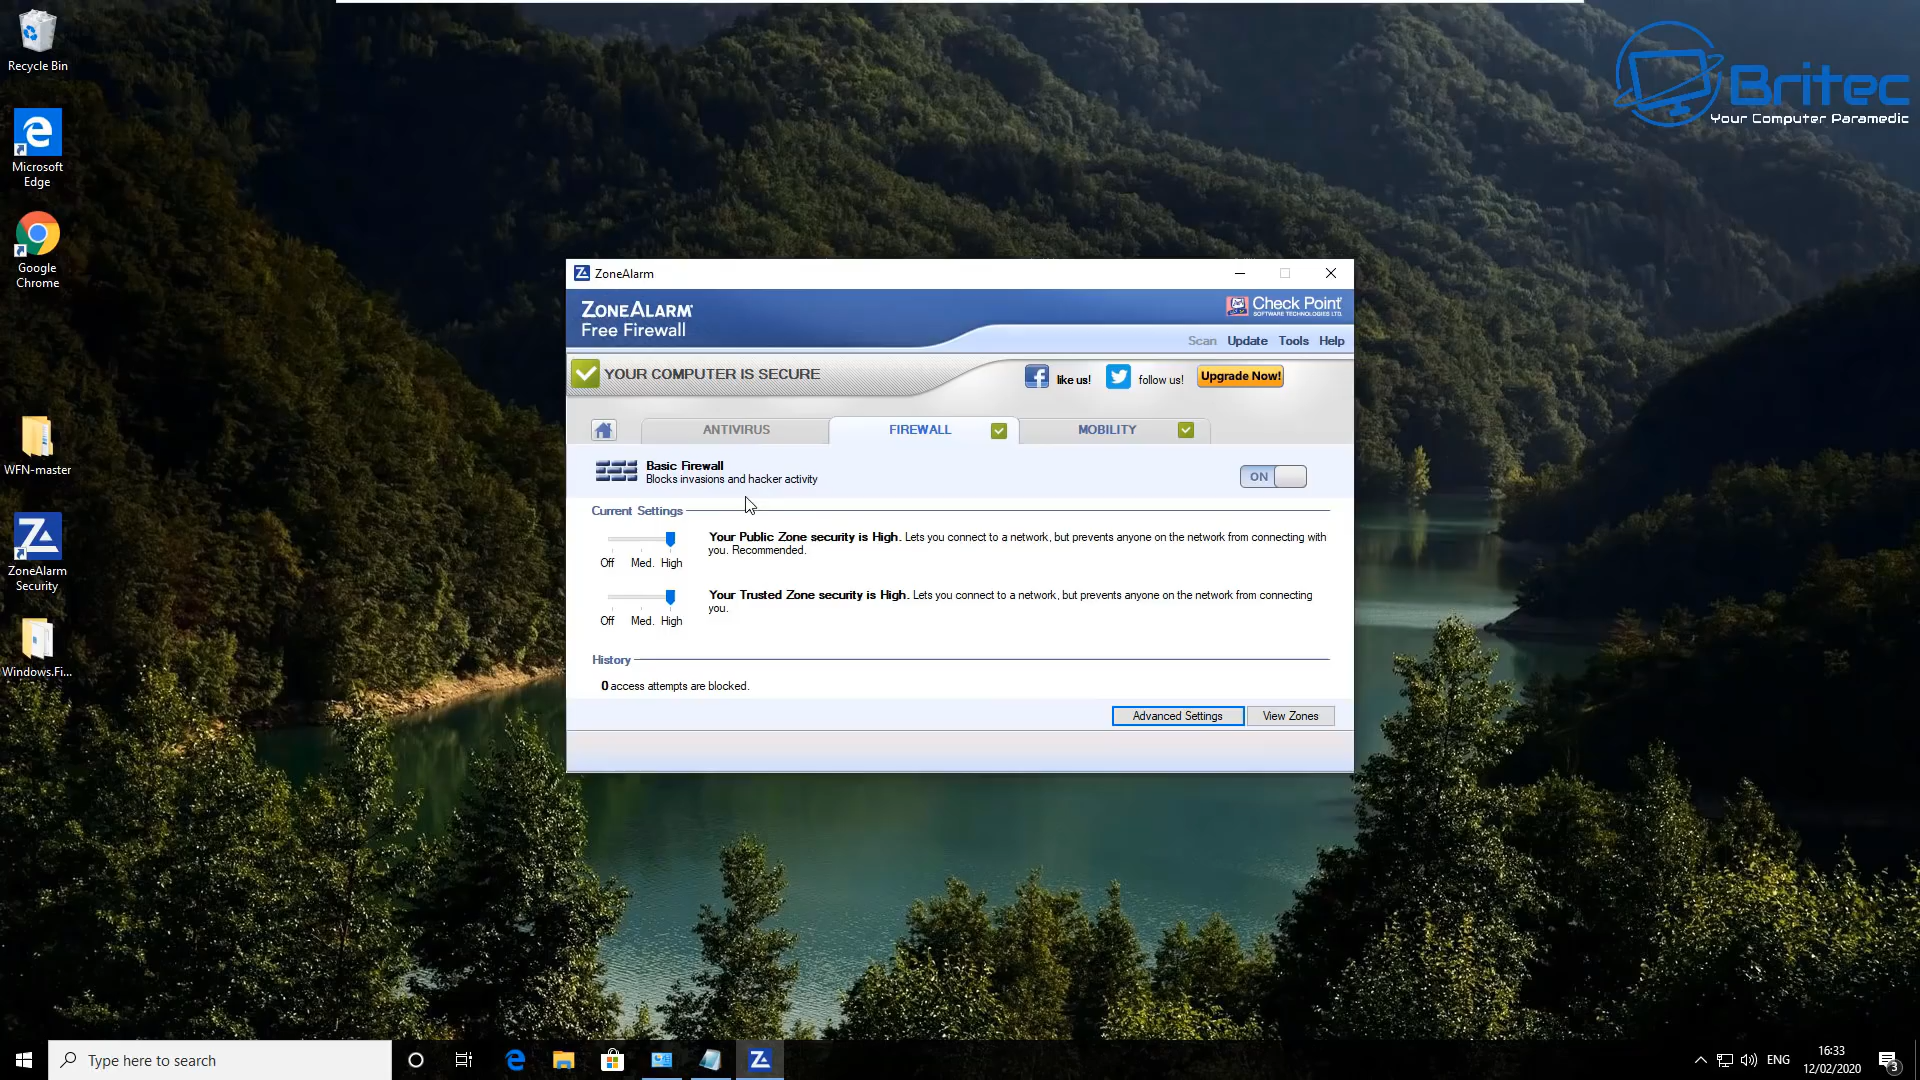 Recycle Bin
Microsoft
Edge
Google
Chrome
WFN-master
ZoneAlarm
Security
Windows.Fi...
Britec
Your Computer Paramedic
ZoneAlarm
ZONEALARM
Free Firewall
Check Point
SOFTWARE TECHNOLOGIES LTD.
Scan Update Tools Help
YOUR COMPUTER IS SECURE
like us! follow us! Upgrade Now!
ANTIVIRUS FIREWALL MOBILITY
Basic Firewall
Blocks invasions and hacker activity
ON
Current Settings
Your Public Zone security is High. Lets you connect to a network, but prevents anyone on the network from connecting with
you. Recommended.
Off Med. High
Your Trusted Zone security is High. Lets you connect to a network, but prevents anyone on the network from connecting
you.
Off Med. High
History
0 access attempts are blocked.
Advanced Settings View Zones
Type here to search
ENG
16:33
12/02/2020
3